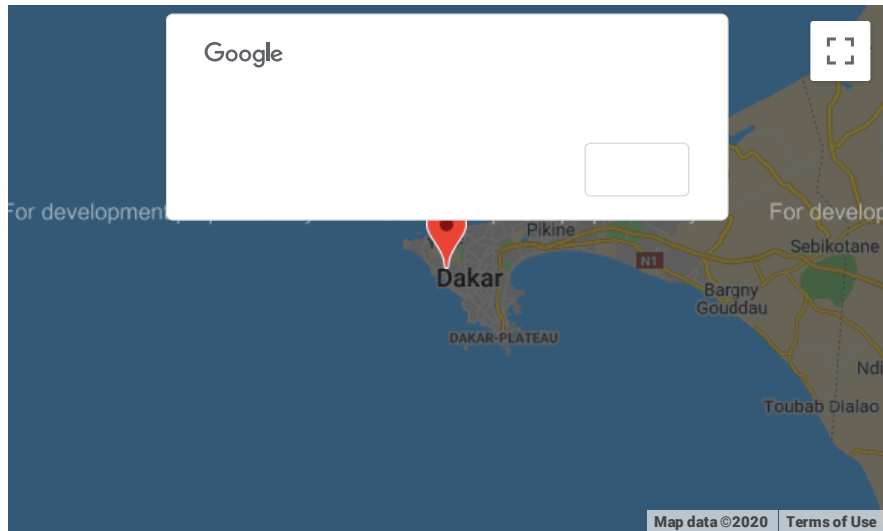 Google
For development
For develop
Pikine
Sebikotane
N1
Dakar
Bargny
Gouddau
DAKAR-PLATEAU
Ndi
Toubab Dialao
Map data ©2020
Terms of Use